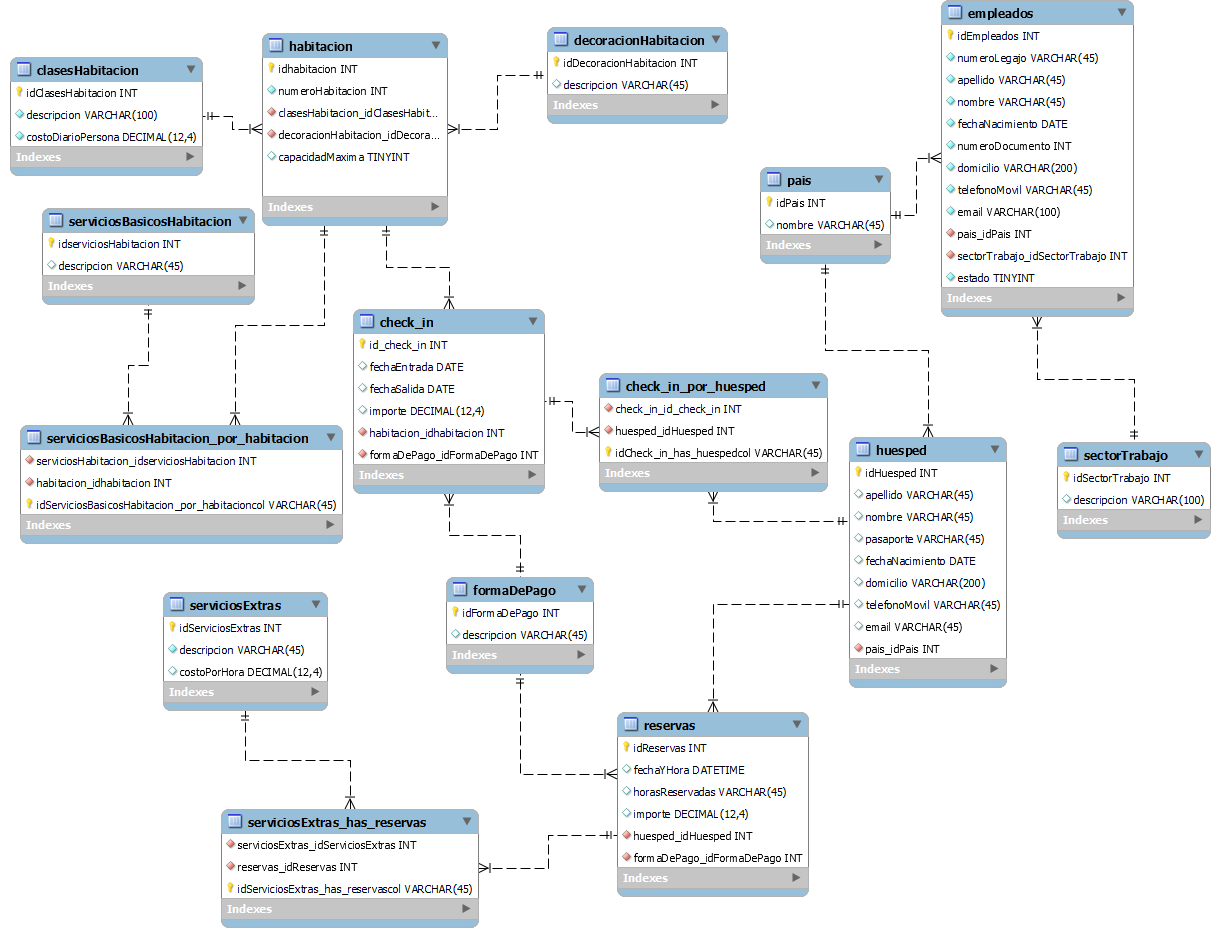 clasesHabitacion
idClasesHabitacion INT
descripcion VARCHAR(100)
costoDiarioPersona DECIMAL(12,4)
Indexes
habitacion
idhabitacion INT
numeroHabitacion INT
clasesHabitacion_idClasesHabit...
decoracionHabitacion_idDecora...
capacidadMaxima TINYINT
Indexes
decoracionHabitacion
idDecoracionHabitacion INT
descripcion VARCHAR(45)
Indexes
empleados
idEmpleados INT
numeroLegajo VARCHAR(45)
apellido VARCHAR(45)
nombre VARCHAR(45)
fechaNacimiento DATE
numeroDocumento INT
domicilio VARCHAR(200)
telefonoMovil VARCHAR(45)
email VARCHAR(100)
pais_idPais INT
sectorTrabajo_idSectorTrabajo INT
estado TINYINT
Indexes
pais
idPais INT
nombre VARCHAR(45)
Indexes
serviciosBasicosHabitacion
idserviciosHabitacion INT
descripcion VARCHAR(45)
Indexes
check_in
id_check_in INT
fechaEntrada DATE
fechaSalida DATE
importe DECIMAL(12,4)
habitacion_idhabitacion INT
formaDePago_idFormaDePago INT
Indexes
check_in_por_huesped
check_in_id_check_in INT
huesped_idHuesped INT
idCheck_in_has_huespedcol VARCHAR(45)
Indexes
serviciosBasicosHabitacion_por_habitacion
serviciosHabitacion_idserviciosHabitacion INT
habitacion_idhabitacion INT
idServiciosBasicosHabitacion_por_habitacioncol VARCHAR(45)
Indexes
huesped
idHuesped INT
apellido VARCHAR(45)
nombre VARCHAR(45)
pasaporte VARCHAR(45)
fechaNacimiento DATE
domicilio VARCHAR(200)
telefonoMovil VARCHAR(45)
email VARCHAR(45)
pais_idPais INT
Indexes
sectorTrabajo
idSectorTrabajo INT
descripcion VARCHAR(100)
Indexes
serviciosExtras
idServiciosExtras INT
descripcion VARCHAR(45)
costoPorHora DECIMAL(12,4)
Indexes
formaDePago
idFormaDePago INT
descripcion VARCHAR(45)
Indexes
reservas
idReservas INT
fechaYHora DATETIME
horasReservadas VARCHAR(45)
importe DECIMAL(12,4)
huesped_idHuesped INT
formaDePago_idFormaDePago INT
Indexes
serviciosExtras_has_reservas
serviciosExtras_idServiciosExtras INT
reservas_idReservas INT
idServiciosExtras_has_reservascol VARCHAR(45)
Indexes